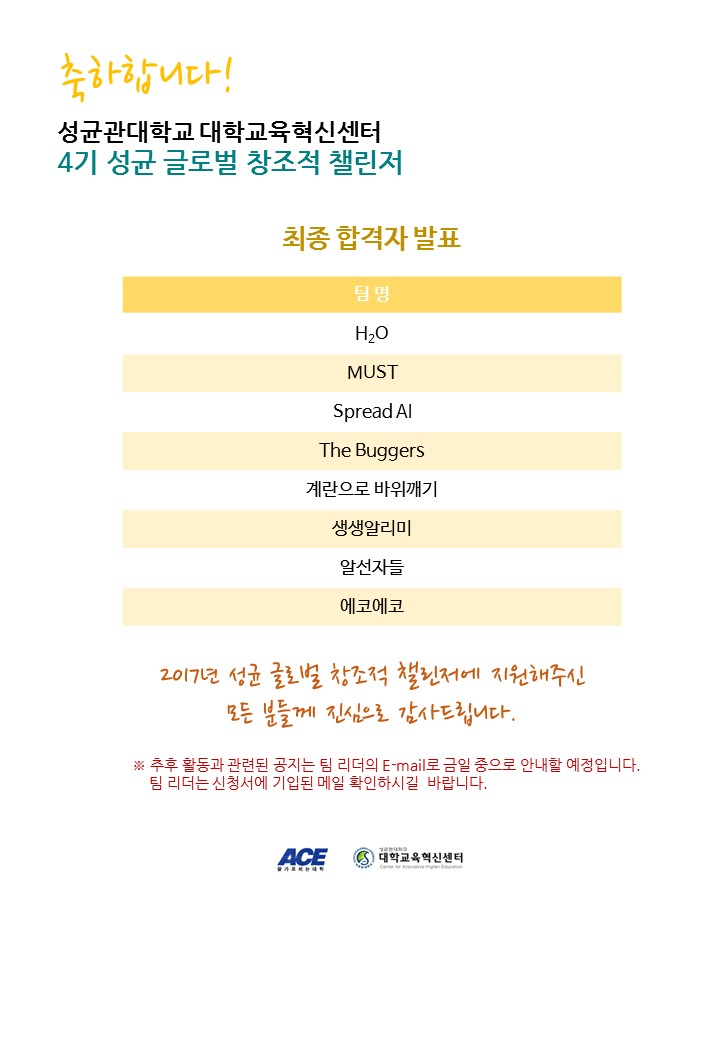 축하합니다!
성균관대학교 대학교육혁신센터
4기 성균 글로벌 창조적 챌린저
최종 합격자 발표
팀 명
H₂O
MUST
Spread AI
The Buggers
계란으로 바위깨기
생생알리미
알선자들
에코에코
2017년 성균 글로벌 창조적 챌린저에 지원해주신
모든 분들께 진심으로 감사드립니다.
※ 추후 활동과 관련된 공지는 팀 리더의 E-mail로 금일 중으로 안내할 예정입니다.
팀 리더는 신청서에 기입된 메일 확인하시길 바랍니다.
ACE
잘가르치는대학
성균관대학교
대학교육혁신센터
Center for Innovative Higher Education